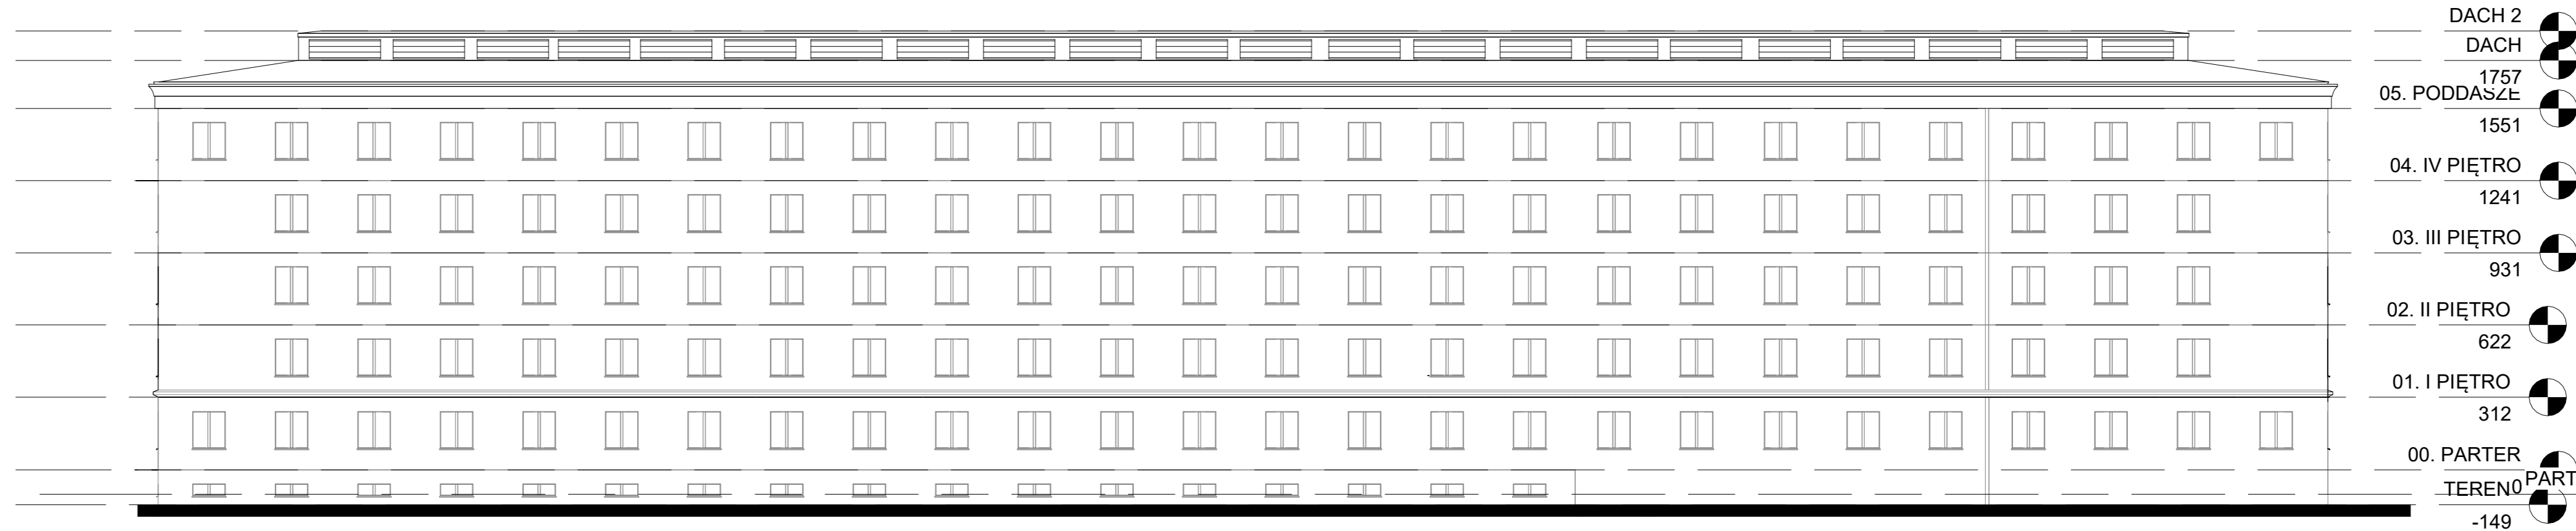 DACH 2
DACH
1757
05. PODDASZE
1551
04. IV PIĘTRO
1241
03. III PIĘTRO
931
02. II PIĘTRO
622
01. I PIĘTRO
312
00. PARTER
0 PART
TEREN
-149